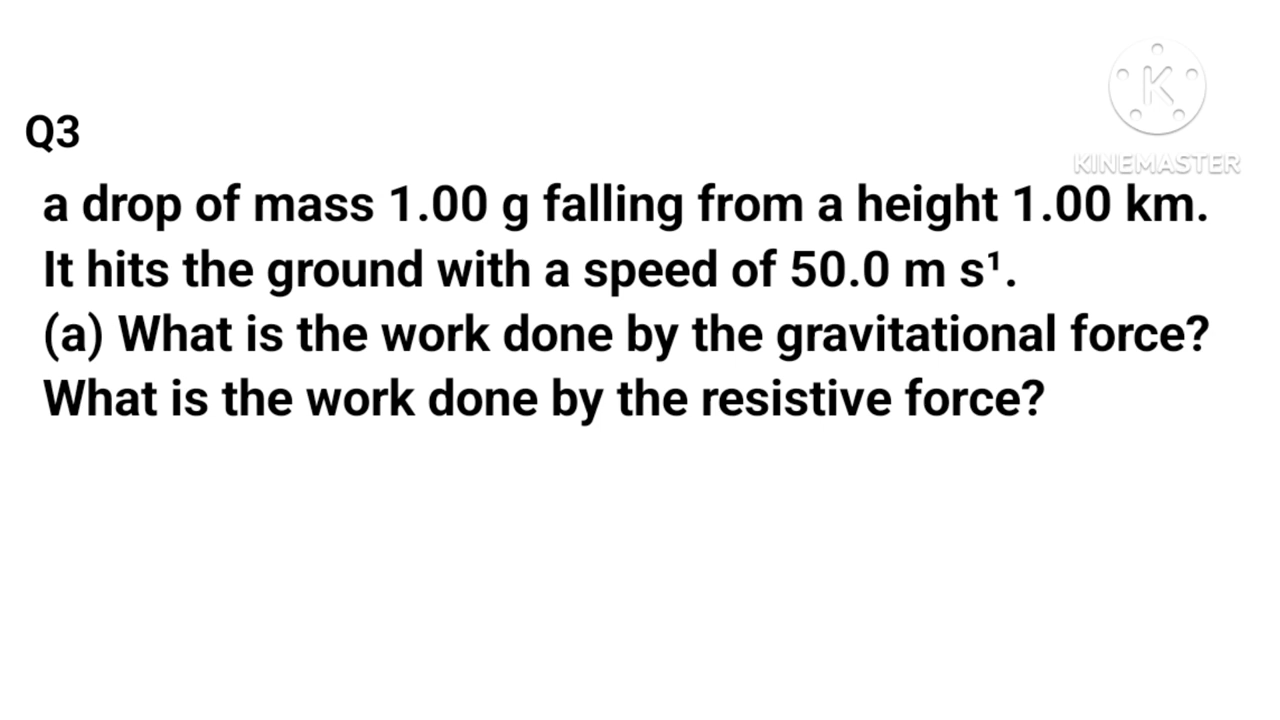 K
KINEMASTER
Q3
a drop of mass 1.00 g falling from a height 1.00 km.
It hits the ground with a speed of 50.0 m s¹.
(a) What is the work done by the gravitational force?
What is the work done by the resistive force?